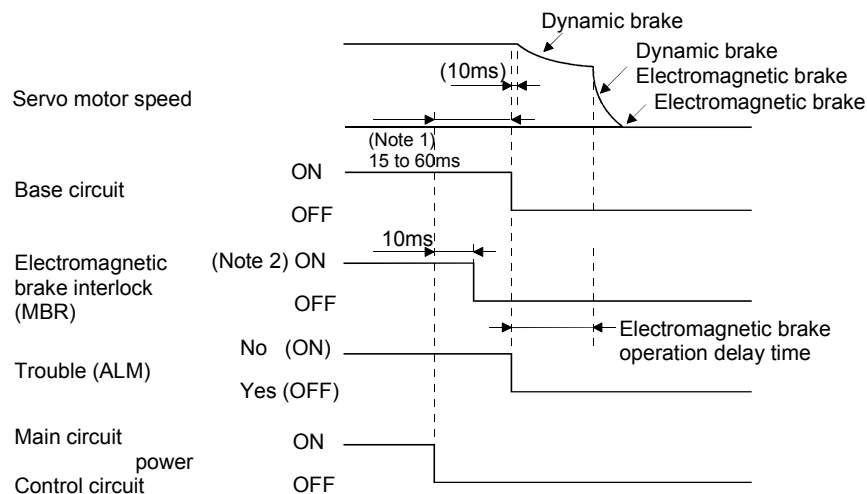 Dynamic brake
Dynamic brake
Electromagnetic brake
Electromagnetic brake
(10ms)
Servo motor speed
(Note 1)
15 to 60ms
Base circuit
ON
OFF
10ms
Electromagnetic
brake interlock
(MBR)
(Note 2) ON
OFF
Electromagnetic brake
operation delay time
Trouble (ALM)
No (ON)
Yes (OFF)
Main circuit
power
Control circuit
ON
OFF